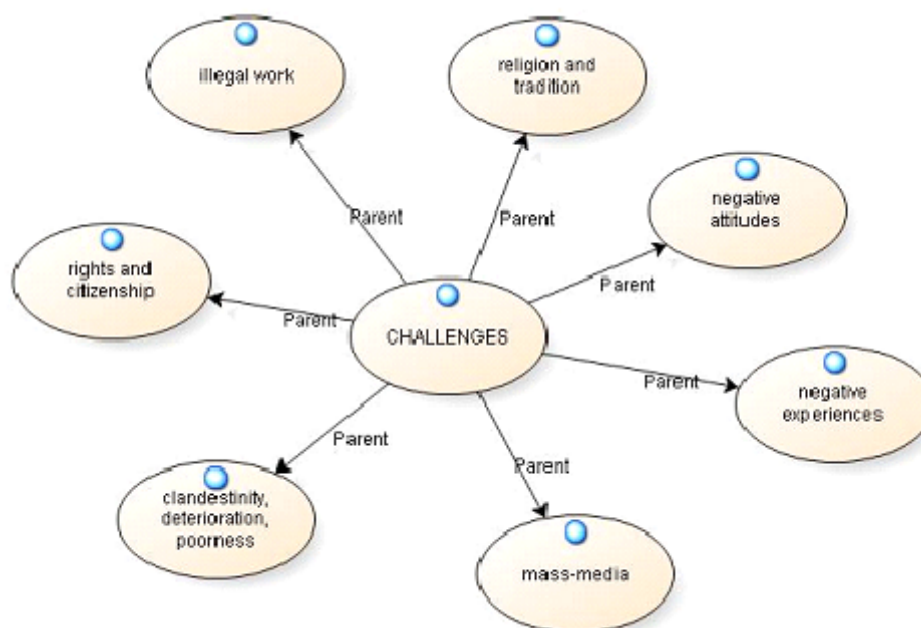 illegal work
religion and
tradition
Parent
Parent
negative
attitudes
rights and
citizenship
Parent
Parent
CHALLENGES
Parent
negative
experiences
Parent
Parent
clandestinity,
deterioration,
poorness
mass-media